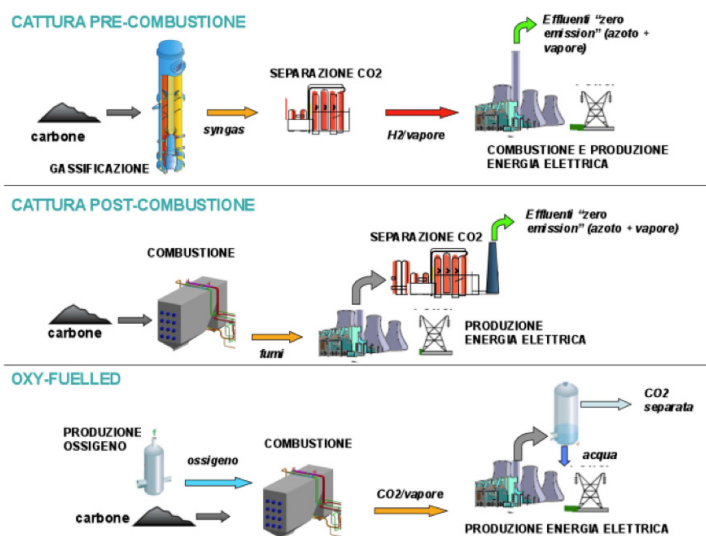 CATTURA PRE-COMBUSTIONE
Effluenti “zero
emission” (azoto +
vapore)
SEPARAZIONE CO2
carbone
syngas
H2/vapore
GASSIFICAZIONE
COMBUSTIONE E PRODUZIONE
ENERGIA ELETTRICA
CATTURA POST-COMBUSTIONE
Effluenti “zero
emission” (azoto + vapore)
SEPARAZIONE CO2
COMBUSTIONE
carbone
fumi
PRODUZIONE
ENERGIA ELETTRICA
OXY-FUELLED
CO2
separata
PRODUZIONE
OSSIGENO
ossigeno
COMBUSTIONE
acqua
carbone
CO2/vapore
PRODUZIONE ENERGIA ELETTRICA